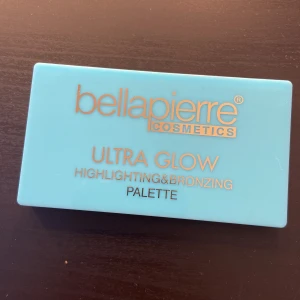 bellapierre®
COSMETICS
ULTRA GLOW
HIGHLIGHTING&BRONZING
PALETTE